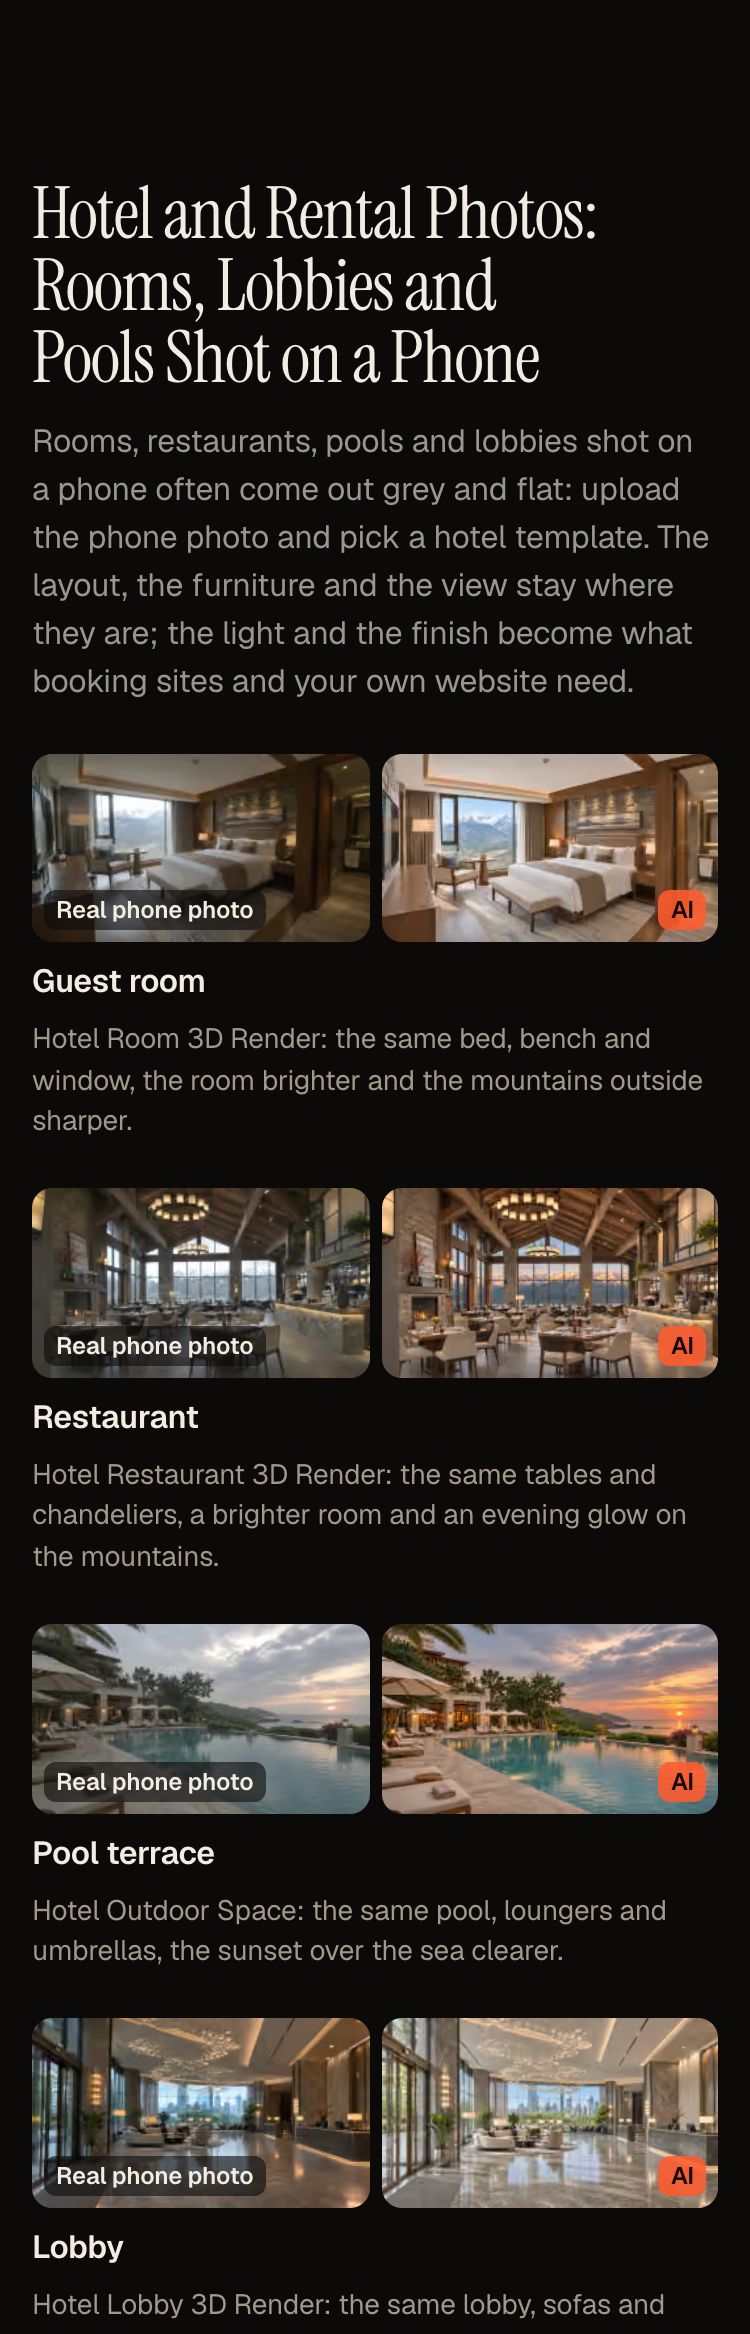 Hotel and Rental Photos:
Rooms, Lobbies and
Pools Shot on a Phone
Rooms, restaurants, pools and lobbies shot on
a phone often come out grey and flat: upload
the phone photo and pick a hotel template. The
layout, the furniture and the view stay where
they are; the light and the finish become what
booking sites and your own website need.
Real phone photo
AI
Guest room
Hotel Room 3D Render: the same bed, bench and
window, the room brighter and the mountains outside
sharper.
Real phone photo
AI
Restaurant
Hotel Restaurant 3D Render: the same tables and
chandeliers, a brighter room and an evening glow on
the mountains.
Real phone photo
AI
Pool terrace
Hotel Outdoor Space: the same pool, loungers and
umbrellas, the sunset over the sea clearer.
Real phone photo
AI
Lobby
Hotel Lobby 3D Render: the same lobby, sofas and